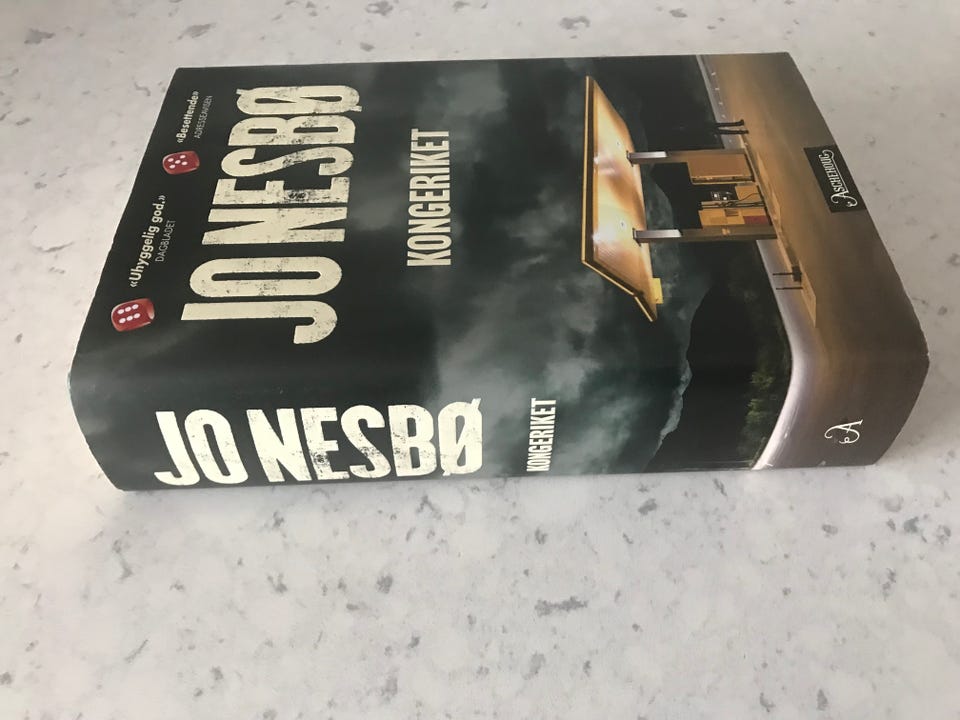 «Uhyggelig god.»
DAGBLADET
«Besettende»
ADRESSEAVISEN
JO NESBØ
KONGERIKET
ASCHEHOUG
JO NESBØ
KONGERIKET
A